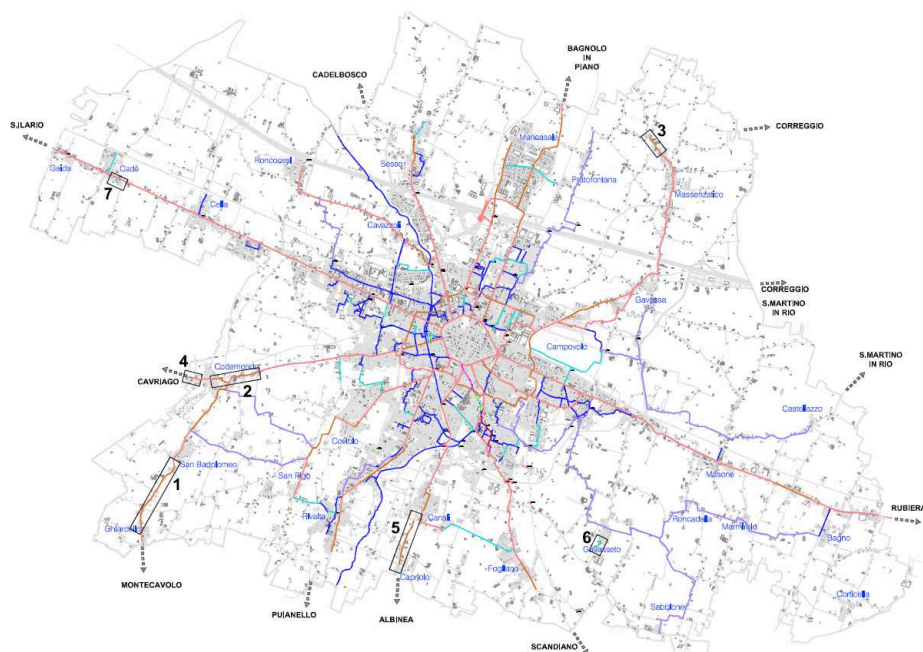 BAGNOLO
IN
PIANO
CADELBOSCO
S.ILARIO
3
CORREGGIO
Mancasale
Gaida
Cadè
Roncocesi
Sesso
Pratofontana
Massenzatico
7
Cella
Cavazzoli
CORREGGIO
S.MARTINO
IN RIO
Gavassa
Campovolo
S.MARTINO
IN RIO
4
Codemondo
CAVRIAGO
2
Castellazzo
Coviolo
San Bartolomeo
San Rigo
Masone
1
Rivalta
5
Canali
Roncadella
Marmirolo
RUBIERA
Ghiardello
6
Gavasseto
Bagno
MONTECAVOLO
Capriolo
Fogliano
Corticella
PUIANELLO
ALBINEA
Sabbione
SCANDIANO